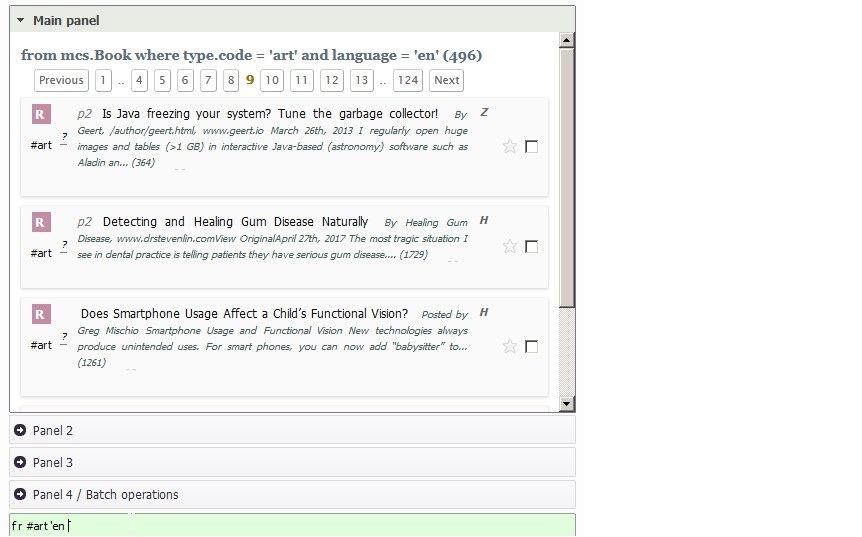 Main panel
from mcs.Book where type.code = 'art' and language = 'en' (496)
Previous 1 .. 4 5 6 7 8 9 10 11 12 13 .. 124 Next
R p2 Is Java freezing your system? Tune the garbage collector! By Z
Geert, /author/geert.html, www.geert.io March 26th, 2013 I regularly open huge
#art ? images and tables (>1 GB) in interactive Java-based (astronomy) software such as
Aladin an... (364)
R p2 Detecting and Healing Gum Disease Naturally By Healing Gum H
Disease, www.drstevenlin.comView OriginalApril 27th, 2017 The most tragic situation I
#art ? see in dental practice is telling patients they have serious gum disease.... (1729)
R Does Smartphone Usage Affect a Child’s Functional Vision? Posted by H
Greg Mischio Smartphone Usage and Functional Vision New technologies always
#art ? produce unintended uses. For smart phones, you can now add “babysitter” to...
(1261)
Panel 2
Panel 3
Panel 4 / Batch operations
fr #art'en'